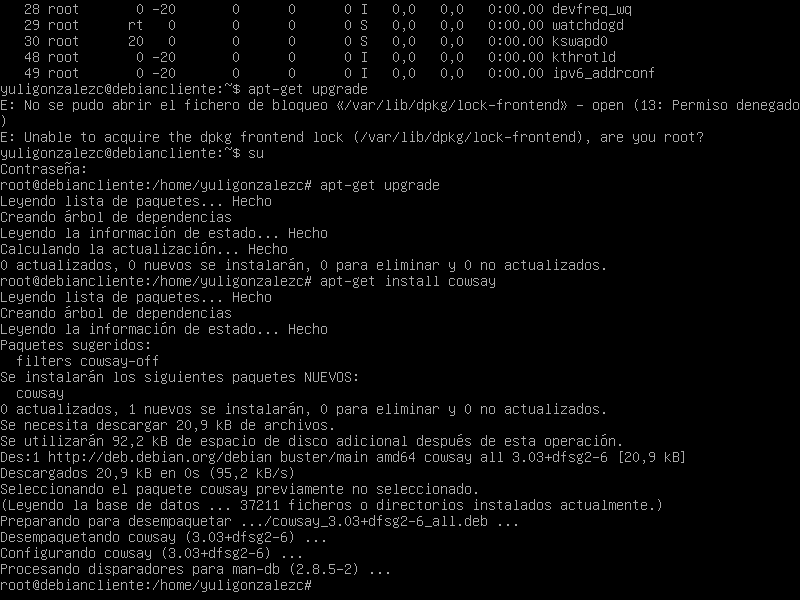 28 root 0 -20 0 0 0 I 0,0 0,0 0:00.00 devfreq_wq
29 root rt 0 0 0 0 S 0,0 0,0 0:00.00 watchdogd
30 root 20 0 0 0 0 S 0,0 0,0 0:00.00 kswapd0
48 root 0 -20 0 0 0 I 0,0 0,0 0:00.00 kthrotld
49 root 0 -20 0 0 0 I 0,0 0,0 0:00.00 ipv6_addrconf
yuligonzalezc@debiancliente:~$ apt-get upgrade
E: No se pudo abrir el fichero de bloqueo «/var/lib/dpkg/lock-frontend» - open (13: Permiso denegado
)
E: Unable to acquire the dpkg frontend lock (/var/lib/dpkg/lock-frontend), are you root?
yuligonzalezc@debiancliente:~$ su
Contraseña:
root@debiancliente:/home/yuligonzalezc# apt-get upgrade
Leyendo lista de paquetes... Hecho
Creando árbol de dependencias
Leyendo la información de estado... Hecho
Calculando la actualización... Hecho
0 actualizados, 0 nuevos se instalarán, 0 para eliminar y 0 no actualizados.
root@debiancliente:/home/yuligonzalezc# apt-get install cowsay
Leyendo lista de paquetes... Hecho
Creando árbol de dependencias
Leyendo la información de estado... Hecho
Paquetes sugeridos:
filters cowsay-off
Se instalarán los siguientes paquetes NUEVOS:
cowsay
0 actualizados, 1 nuevos se instalarán, 0 para eliminar y 0 no actualizados.
Se necesita descargar 20,9 kB de archivos.
Se utilizarán 92,2 kB de espacio de disco adicional después de esta operación.
Des:1 http://deb.debian.org/debian buster/main amd64 cowsay all 3.03+dfsg2-6 [20,9 kB]
Descargados 20,9 kB en 0s (95,2 kB/s)
Seleccionando el paquete cowsay previamente no seleccionado.
(Leyendo la base de datos ... 37211 ficheros o directorios instalados actualmente.)
Preparando para desempaquetar .../cowsay_3.03+dfsg2-6_all.deb ...
Desempaquetando cowsay (3.03+dfsg2-6) ...
Configurando cowsay (3.03+dfsg2-6) ...
Procesando disparadores para man-db (2.8.5-2) ...
root@debiancliente:/home/yuligonzalezc#